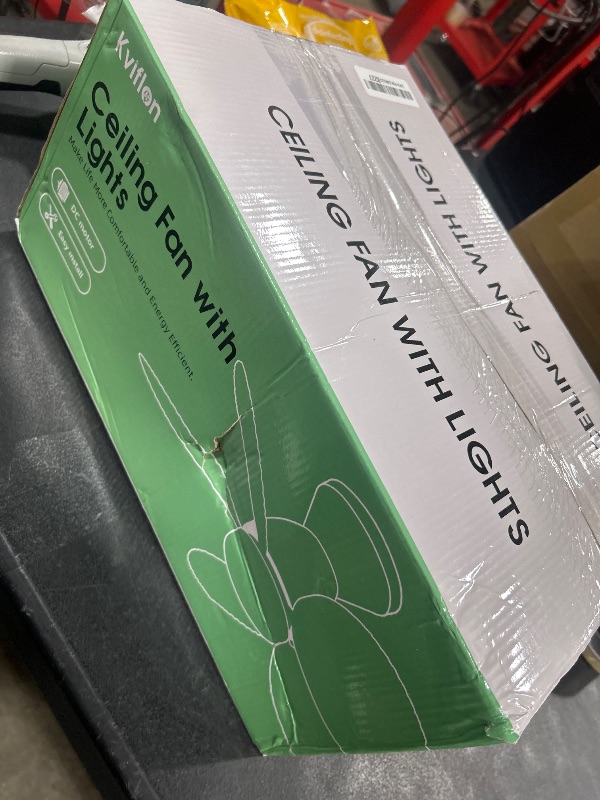 Kviflon
Ceiling Fan with
Lights
Make Life More Comfortable and Energy Efficient.
DC motor
Easy install
CEILING FAN WITH LIGHTS
CEILING FAN WITH LIGHTS